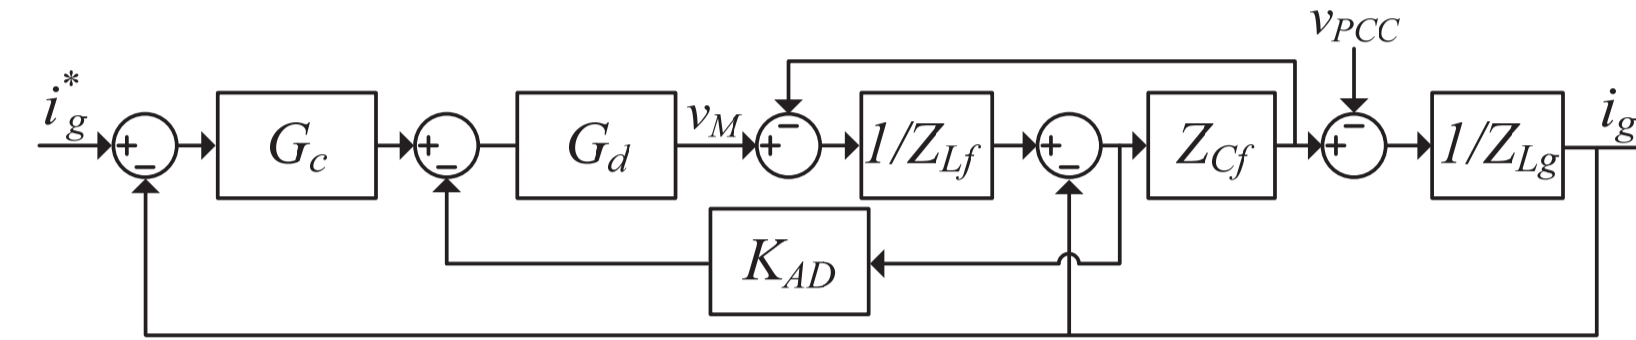 v_PCC
i*_g
+
−
G_c
+
−
G_d
v_M
+
−
1/Z_Lf
+
−
Z_Cf
+
−
1/Z_Lg
i_g
K_AD